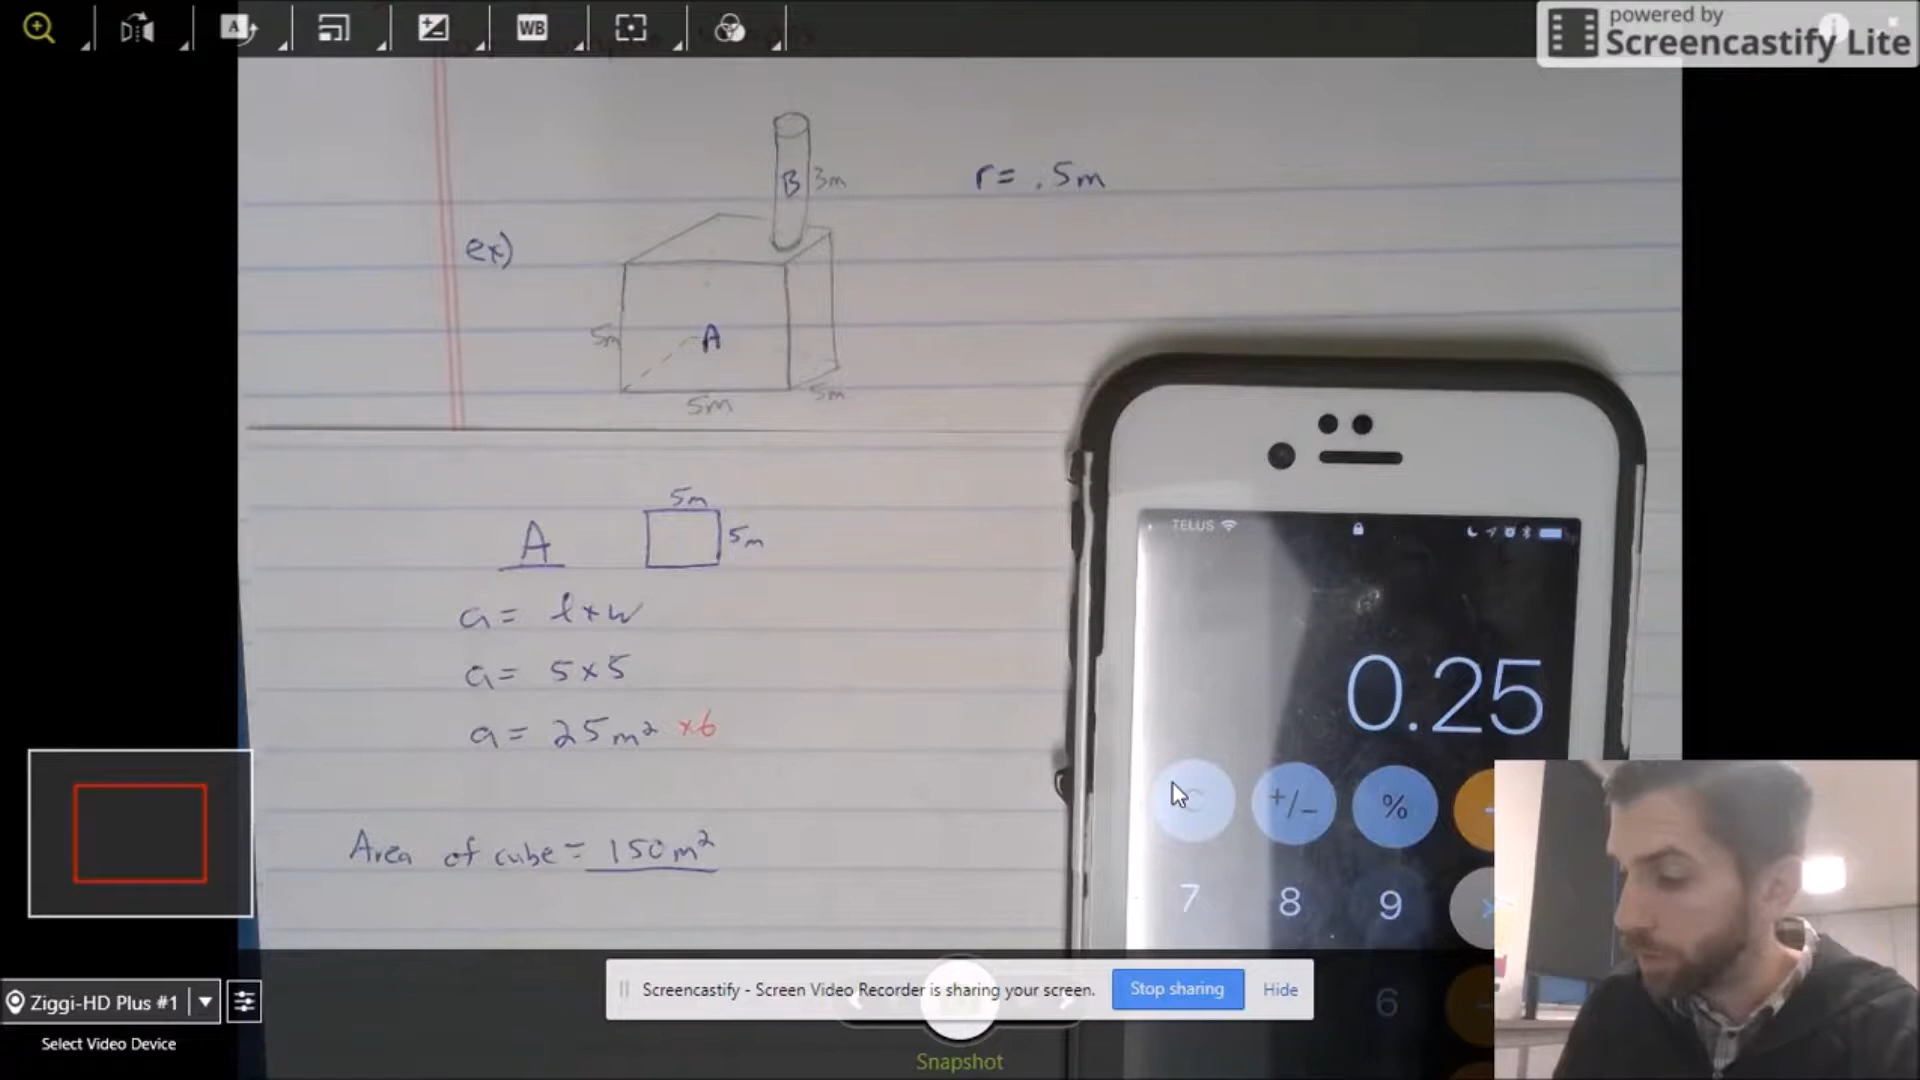 WB
powered by
Screencastify Lite
B 3m
r= .5m
ex)
5m
A
5m
5m
5m
A
5m
a= l×w
a= 5×5
a= 25m² ×6
Area of cube = 150m²
TELUS
0.25
C +/- %
7 8 9
6
Ziggi-HD Plus #1
Select Video Device
Screencastify - Screen Video Recorder is sharing your screen.
Stop sharing
Hide
Snapshot